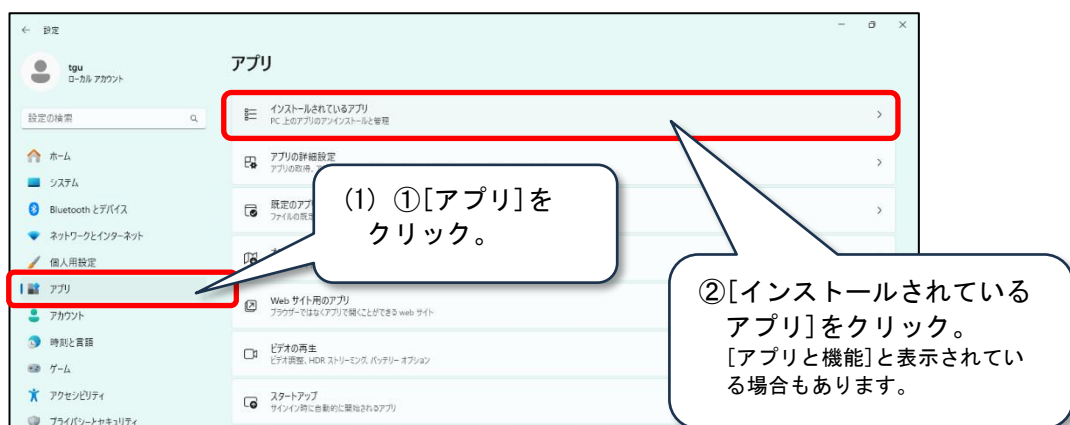 設定
tgu
ローカル アカウント
設定の検索
ホーム
システム
Bluetooth とデバイス
ネットワークとインターネット
個人用設定
アプリ
アカウント
時刻と言語
ゲーム
アクセシビリティ
プライバシーとセキュリティ
アプリ
インストールされているアプリ
PC 上のアプリのアンインストールと管理
アプリの詳細設定
アプリの取得、
既定のアプ
ファイルの既定
Web サイト用のアプリ
ブラウザーではなくアプリで開くことができる web サイト
ビデオの再生
ビデオ調整、HDR ストリーミング、バッテリー オプション
スタートアップ
サインイン時に自動的に開始されるアプリ
(1) ①[アプリ]を
クリック。
②[インストールされている
アプリ]をクリック。
[アプリと機能]と表示されてい
る場合もあります。